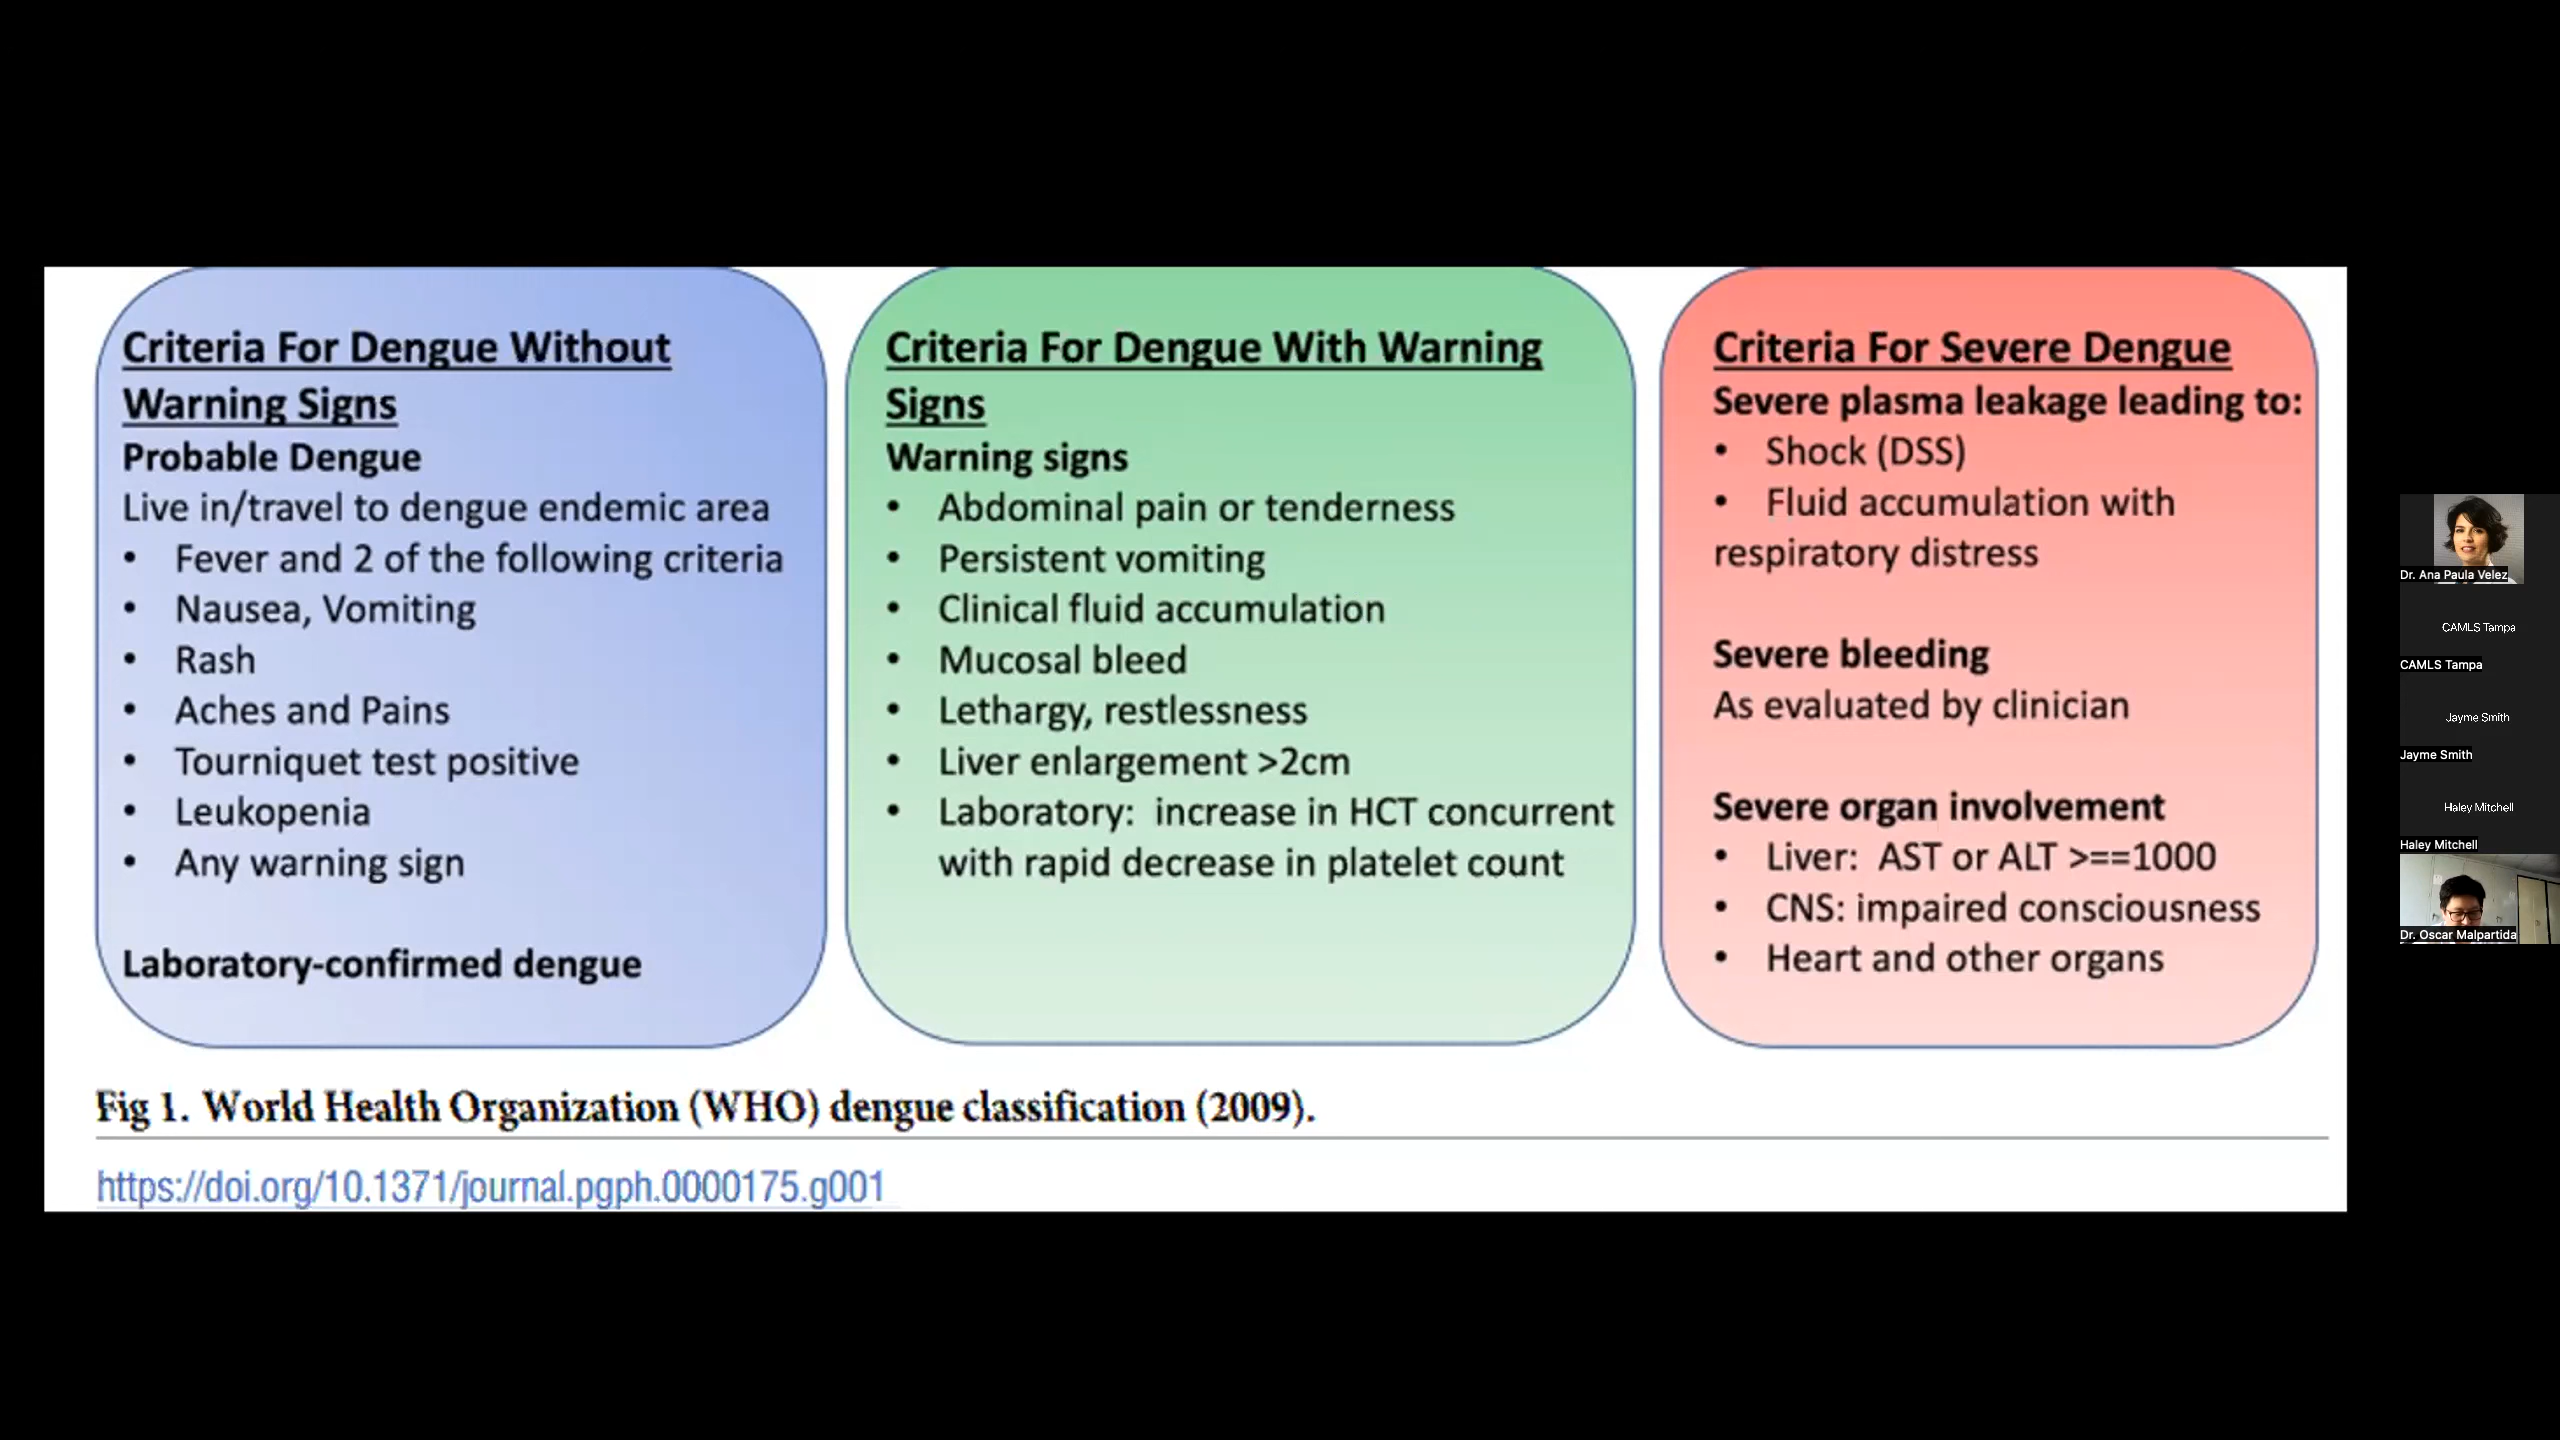 Criteria For Dengue Without
Warning Signs
Probable Dengue
Live in/travel to dengue endemic area
• Fever and 2 of the following criteria
• Nausea, Vomiting
• Rash
• Aches and Pains
• Tourniquet test positive
• Leukopenia
• Any warning sign
Laboratory-confirmed dengue
Criteria For Dengue With Warning
Signs
Warning signs
• Abdominal pain or tenderness
• Persistent vomiting
• Clinical fluid accumulation
• Mucosal bleed
• Lethargy, restlessness
• Liver enlargement >2cm
• Laboratory: increase in HCT concurrent
with rapid decrease in platelet count
Criteria For Severe Dengue
Severe plasma leakage leading to:
• Shock (DSS)
• Fluid accumulation with
respiratory distress
Severe bleeding
As evaluated by clinician
Severe organ involvement
• Liver: AST or ALT >==1000
• CNS: impaired consciousness
• Heart and other organs
Fig 1. World Health Organization (WHO) dengue classification (2009).
https://doi.org/10.1371/journal.pgph.0000175.g001
Dr. Ana Paula Velez
CAMLS Tampa
CAMLS Tampa
Jayme Smith
Jayme Smith
Haley Mitchell
Haley Mitchell
Dr. Oscar Malpartida